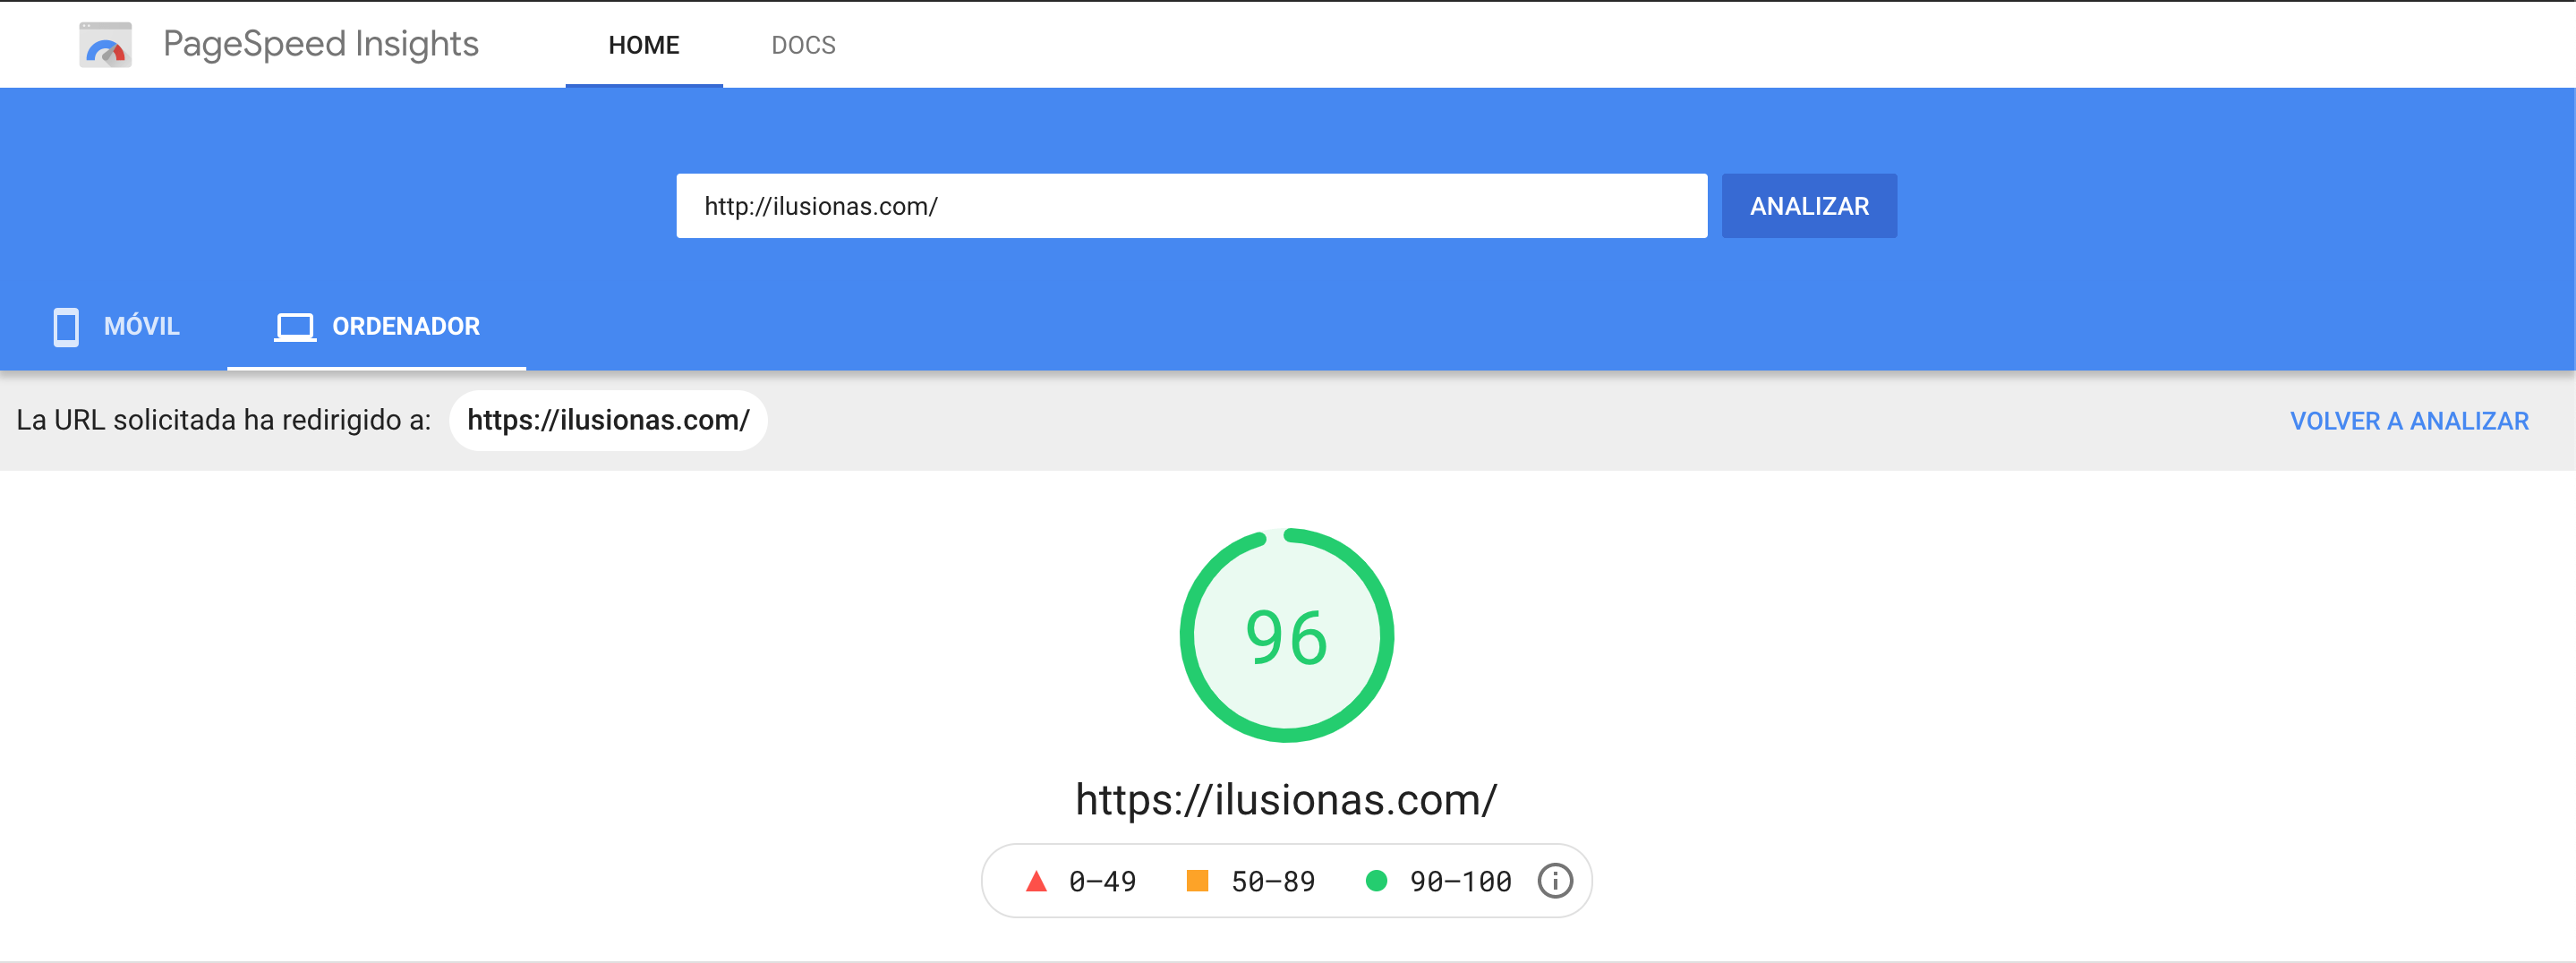 PageSpeed Insights HOME DOCS
http://ilusionas.com/ ANALIZAR
MÓVIL ORDENADOR
La URL solicitada ha redirigido a: https://ilusionas.com/ VOLVER A ANALIZAR
96
https://ilusionas.com/
0–49 50–89 90–100